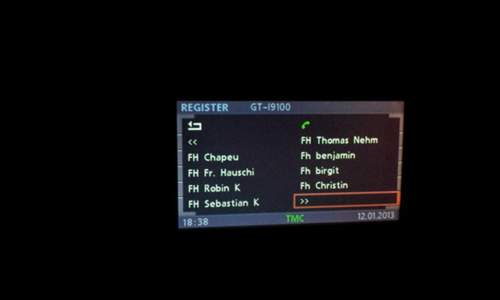 REGISTER GT-I9100
<<
FH Chapeu
FH Fr. Hauschi
FH Robin K
FH Sebastian K
FH Thomas Nehm
Fh benjamin
Fh birgit
Fh Christin
>>
18:38 TMC 12.01.2013